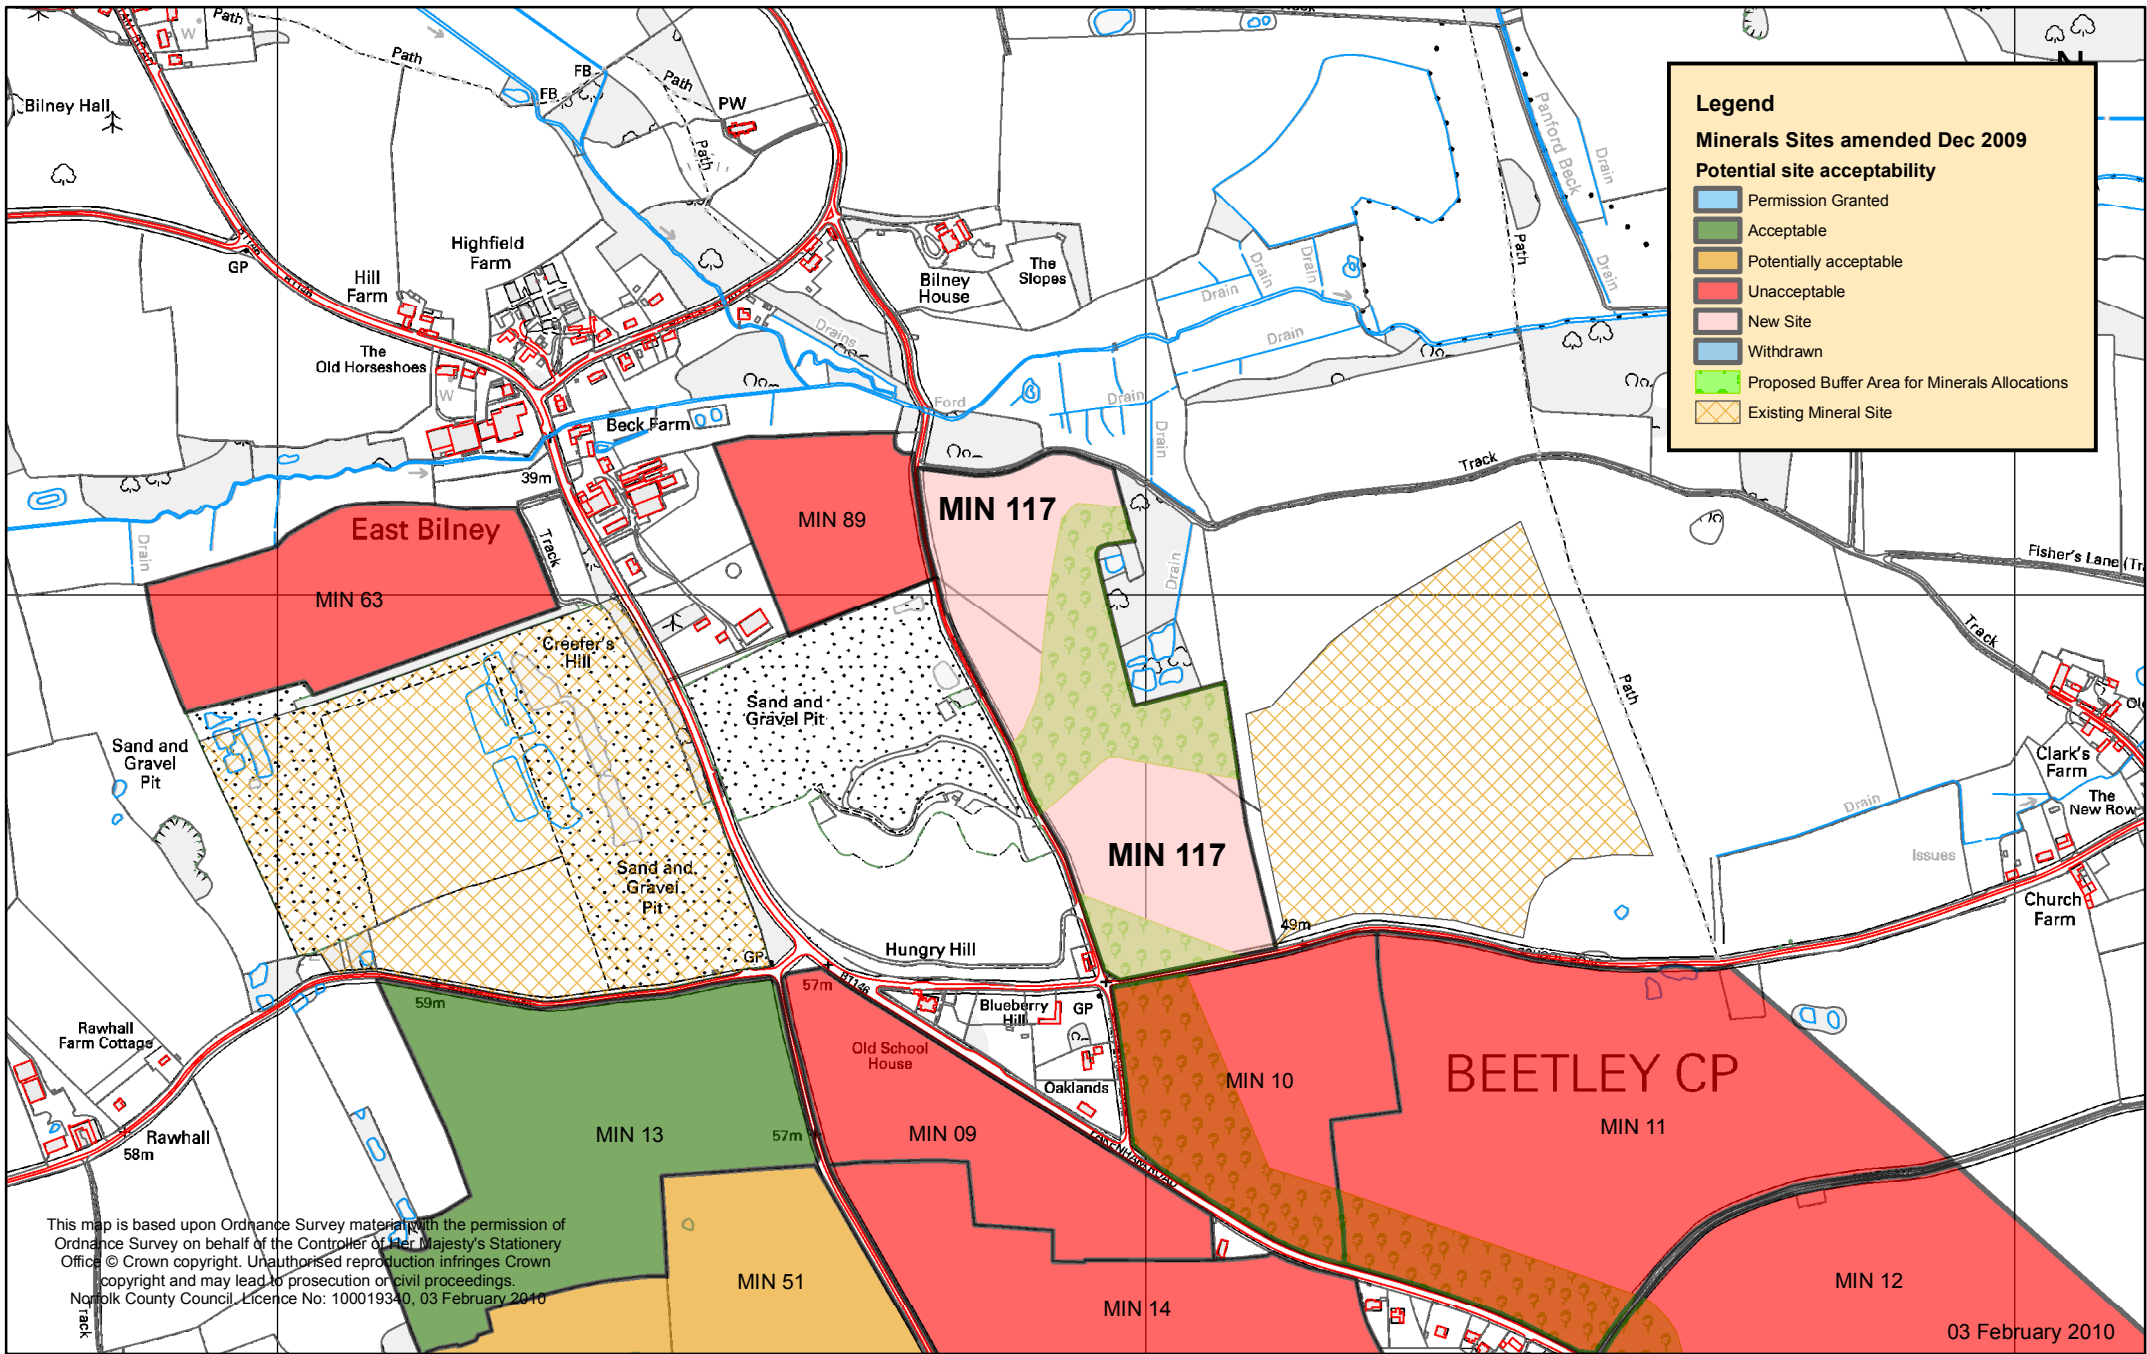 Path
W
Path
FB
FB
Path
PW
Path
Bilney Hall
GP
B1146
Highfield
Farm
Hill
Farm
The
Old Horseshoes
W
Bilney
House
The
Slopes
Drains
Ford
Beck Farm
39m
Drain
Drain
Drain
Drain
Drain
Drain
Drain
Drain
Drain
Drain
Panford Beck
Path
Track
Track
Fisher's Lane (Tr
Track
Path
N
Legend
Minerals Sites amended Dec 2009
Potential site acceptability
Permission Granted
Acceptable
Potentially acceptable
Unacceptable
New Site
Withdrawn
Proposed Buffer Area for Minerals Allocations
Existing Mineral Site
East Bilney
MIN 63
MIN 89
MIN 117
MIN 117
Creefer's
Hill
Sand and
Gravel Pit
Sand and
Gravel
Pit
Sand and
Gravel
Pit
Clark's
Farm
The
New Row
Drain
Issues
Church
Farm
49m
Hungry Hill
GP
57m
B1146
59m
Blueberry
Hill
GP
Old School
House
Oaklands
Rawhall
Farm Cottage
Rawhall
58m
Track
57m
MIN 13
MIN 09
MIN 10
BEETLEY CP
MIN 11
MIN 51
MIN 14
MIN 12
This map is based upon Ordnance Survey material with the permission of
Ordnance Survey on behalf of the Controller of Her Majesty's Stationery
Office © Crown copyright. Unauthorised reproduction infringes Crown
copyright and may lead to prosecution or civil proceedings.
Norfolk County Council. Licence No: 100019340, 03 February 2010
03 February 2010